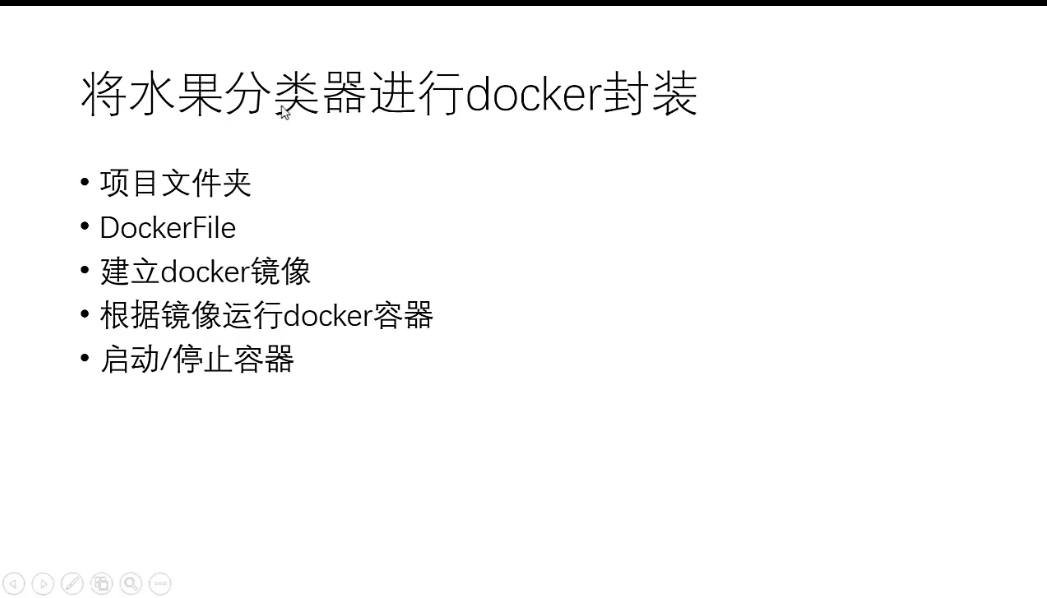 将水果分类器进行docker封装
• 项目文件夹
• DockerFile
• 建立docker镜像
• 根据镜像运行docker容器
• 启动/停止容器